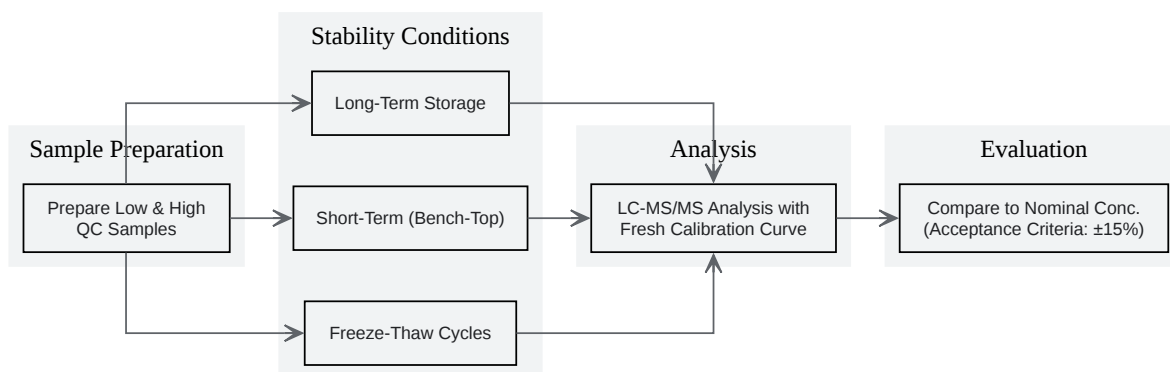 Stability Conditions
Long-Term Storage
Sample Preparation
Prepare Low & High
QC Samples
Short-Term (Bench-Top)
Freeze-Thaw Cycles
Analysis
LC-MS/MS Analysis with
Fresh Calibration Curve
Evaluation
Compare to Nominal Conc.
(Acceptance Criteria: ±15%)